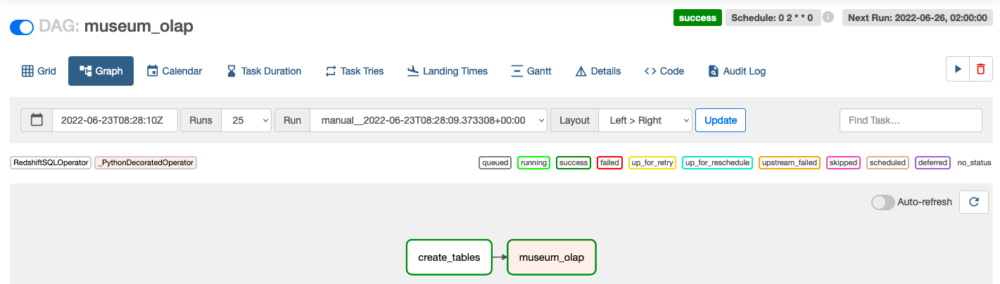 DAG: museum_olap
success
Schedule: 0 2 * * 0
Next Run: 2022-06-26, 02:00:00
Grid
Graph
Calendar
Task Duration
Task Tries
Landing Times
Gantt
Details
Code
Audit Log
2022-06-23T08:28:10Z
Runs
25
Run
manual__2022-06-23T08:28:09.373308+00:00
Layout
Left > Right
Update
Find Task...
RedshiftSQLOperator
_PythonDecoratedOperator
queued
running
success
failed
up_for_retry
up_for_reschedule
upstream_failed
skipped
scheduled
deferred
no_status
Auto-refresh
create_tables
museum_olap